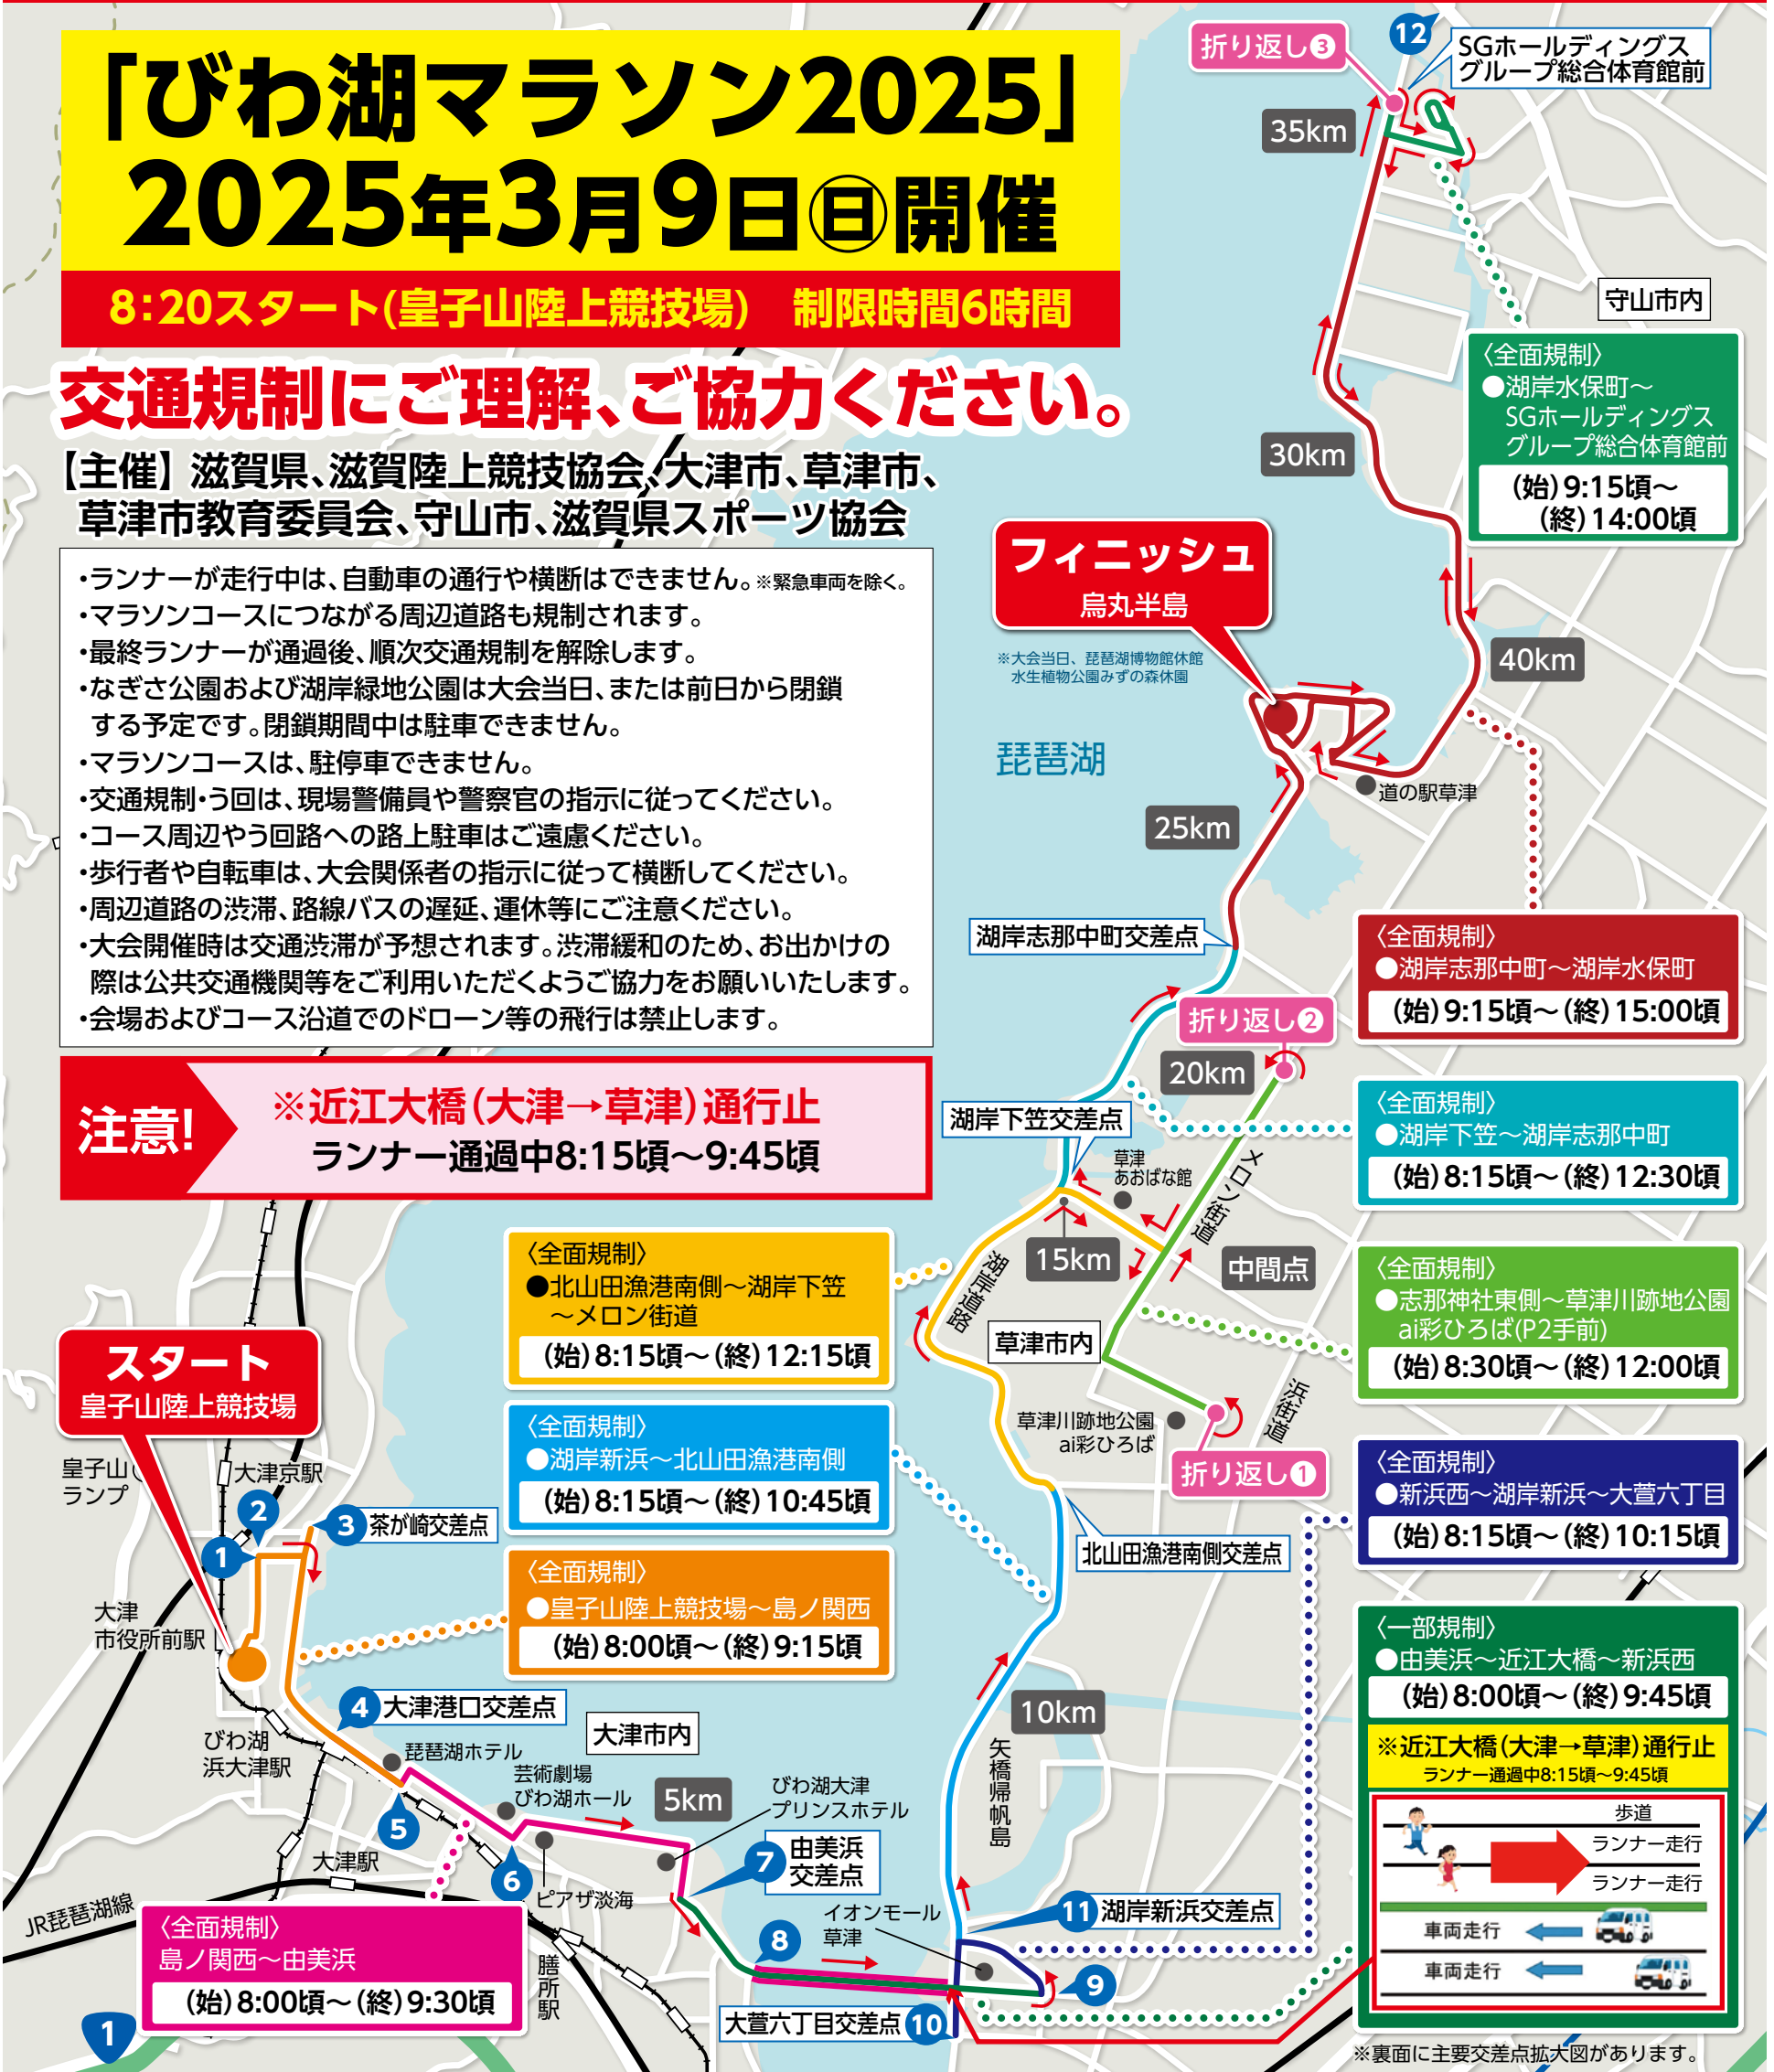 「びわ湖マラソン2025」
2025年3月9日㊐開催
8:20スタート(皇子山陸上競技場) 制限時間6時間
交通規制にご理解、ご協力ください。
【主催】滋賀県、滋賀陸上競技協会、大津市、草津市、
草津市教育委員会、守山市、滋賀県スポーツ協会
・ランナーが走行中は、自動車の通行や横断はできません。※緊急車両を除く。
・マラソンコースにつながる周辺道路も規制されます。
・最終ランナーが通過後、順次交通規制を解除します。
・なぎさ公園および湖岸緑地公園は大会当日、または前日から閉鎖
する予定です。閉鎖期間中は駐車できません。
・マラソンコースは、駐停車できません。
・交通規制・う回は、現場警備員や警察官の指示に従ってください。
・コース周辺やう回路への路上駐車はご遠慮ください。
・歩行者や自転車は、大会関係者の指示に従って横断してください。
・周辺道路の渋滞、路線バスの遅延、運休等にご注意ください。
・大会開催時は交通渋滞が予想されます。渋滞緩和のため、お出かけの
際は公共交通機関等をご利用いただくようご協力をお願いいたします。
・会場およびコース沿道でのドローン等の飛行は禁止します。
注意!
※近江大橋(大津→草津)通行止
ランナー通過中8:15頃～9:45頃
折り返し❸
12
SGホールディングス
グループ総合体育館前
35km
守山市内
〈全面規制〉
●湖岸水保町～
SGホールディングス
グループ総合体育館前
(始)9:15頃～
(終)14:00頃
30km
フィニッシュ
烏丸半島
※大会当日、琵琶湖博物館休館
水生植物公園みずの森休園
40km
琵琶湖
道の駅草津
25km
湖岸志那中町交差点
〈全面規制〉
●湖岸志那中町～湖岸水保町
(始)9:15頃～(終)15:00頃
折り返し❷
20km
湖岸下笠交差点
草津
あおばな館
メロン街道
〈全面規制〉
●湖岸下笠～湖岸志那中町
(始)8:15頃～(終)12:30頃
15km
中間点
湖岸道路
草津市内
〈全面規制〉
●志那神社東側～草津川跡地公園
ai彩ひろば(P2手前)
(始)8:30頃～(終)12:00頃
〈全面規制〉
●北山田漁港南側～湖岸下笠
～メロン街道
(始)8:15頃～(終)12:15頃
浜街道
草津川跡地公園
ai彩ひろば
折り返し❶
〈全面規制〉
●湖岸新浜～北山田漁港南側
(始)8:15頃～(終)10:45頃
北山田漁港南側交差点
〈全面規制〉
●新浜西～湖岸新浜～大萱六丁目
(始)8:15頃～(終)10:15頃
〈全面規制〉
●皇子山陸上競技場～島ノ関西
(始)8:00頃～(終)9:15頃
スタート
皇子山陸上競技場
皇子山
ランプ
大津京駅
2
3
茶が崎交差点
1
大津
市役所前駅
4
大津港口交差点
大津市内
びわ湖
浜大津駅
琵琶湖ホテル
芸術劇場
びわ湖ホール
5km
びわ湖大津
プリンスホテル
10km
矢橋帰帆島
5
6
7
由美浜
交差点
大津駅
ピアザ淡海
JR琵琶湖線
膳所駅
イオンモール
草津
8
11
湖岸新浜交差点
9
大萱六丁目交差点
10
〈全面規制〉
島ノ関西～由美浜
(始)8:00頃～(終)9:30頃
1
〈一部規制〉
●由美浜～近江大橋～新浜西
(始)8:00頃～(終)9:45頃
※近江大橋(大津→草津)通行止
ランナー通過中8:15頃～9:45頃
歩道
ランナー走行
ランナー走行
車両走行
車両走行
※裏面に主要交差点拡大図があります。